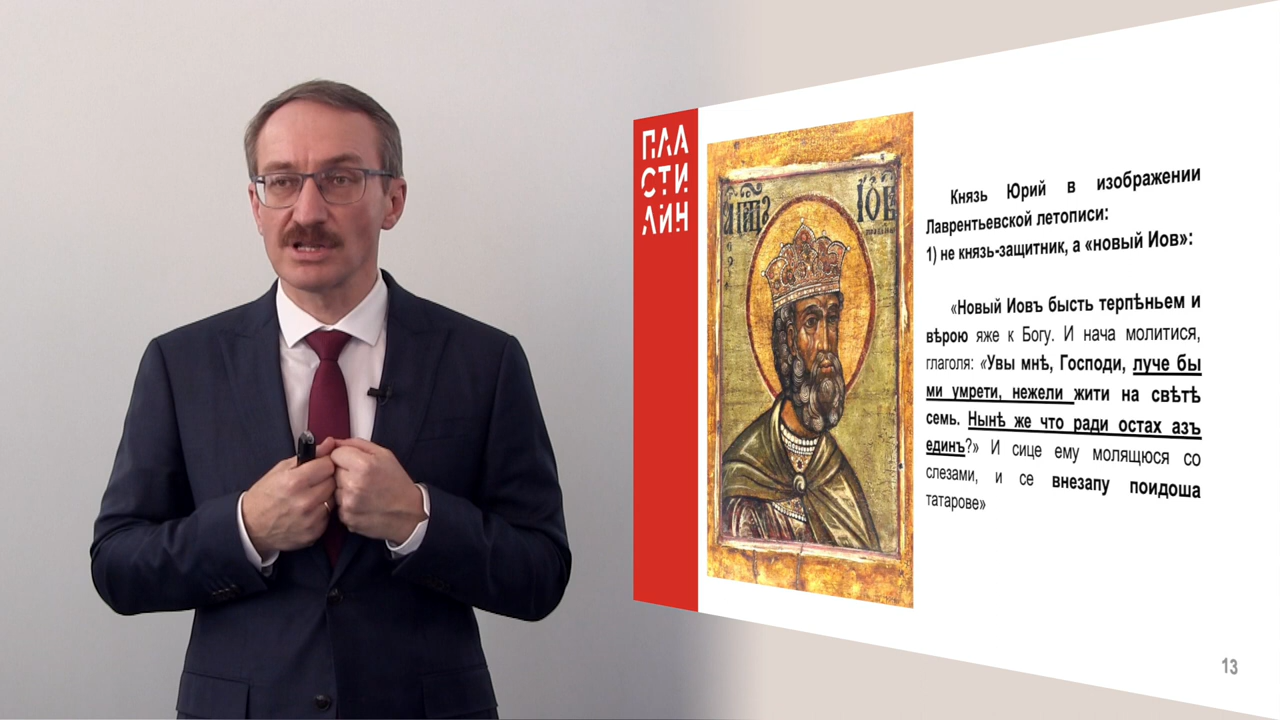 ПЛА
СТИ
ЛИН
ІѠВ
Князь Юрий в изображении
Лаврентьевской летописи:
1) не князь-защитник, а «новый Иов»:
«Новый Иовъ бысть терпѣньем и
вѣрою яже к Богу. И нача молитися,
глаголя: «Увы мнѣ, Господи, луче бы
ми умрети, нежели жити на свѣтѣ
семь. Нынѣ же что ради остах азъ
единъ?» И сице ему молящюся со
слезами, и се внезапу поидоша
татарове»
13